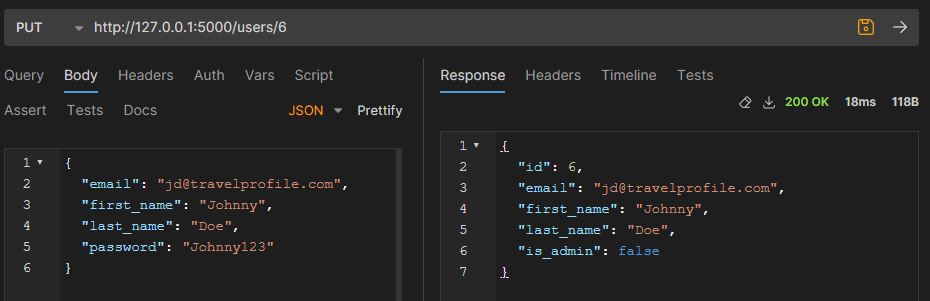 PUT http://127.0.0.1:5000/users/6
Query Body Headers Auth Vars Script
Assert Tests Docs JSON Prettify
1 {
2 "email": "jd@travelprofile.com",
3 "first_name": "Johnny",
4 "last_name": "Doe",
5 "password": "Johnny123"
6 }
Response Headers Timeline Tests
200 OK 18ms 118B
1 {
2 "id": 6,
3 "email": "jd@travelprofile.com",
4 "first_name": "Johnny",
5 "last_name": "Doe",
6 "is_admin": false
7 }